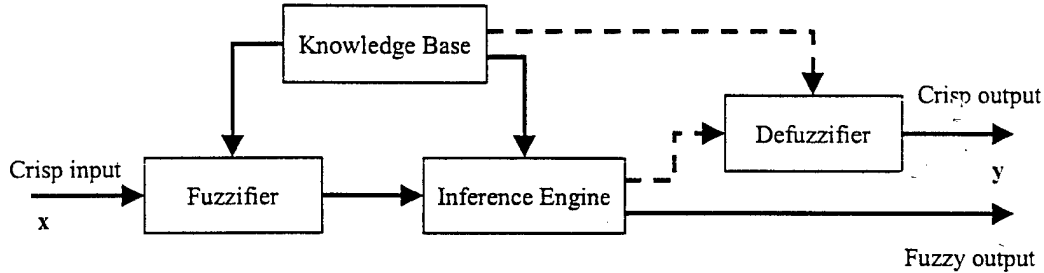 Knowledge Base
Crisp output
Defuzzifier
Crisp input
Fuzzifier
Inference Engine
x
y
Fuzzy output